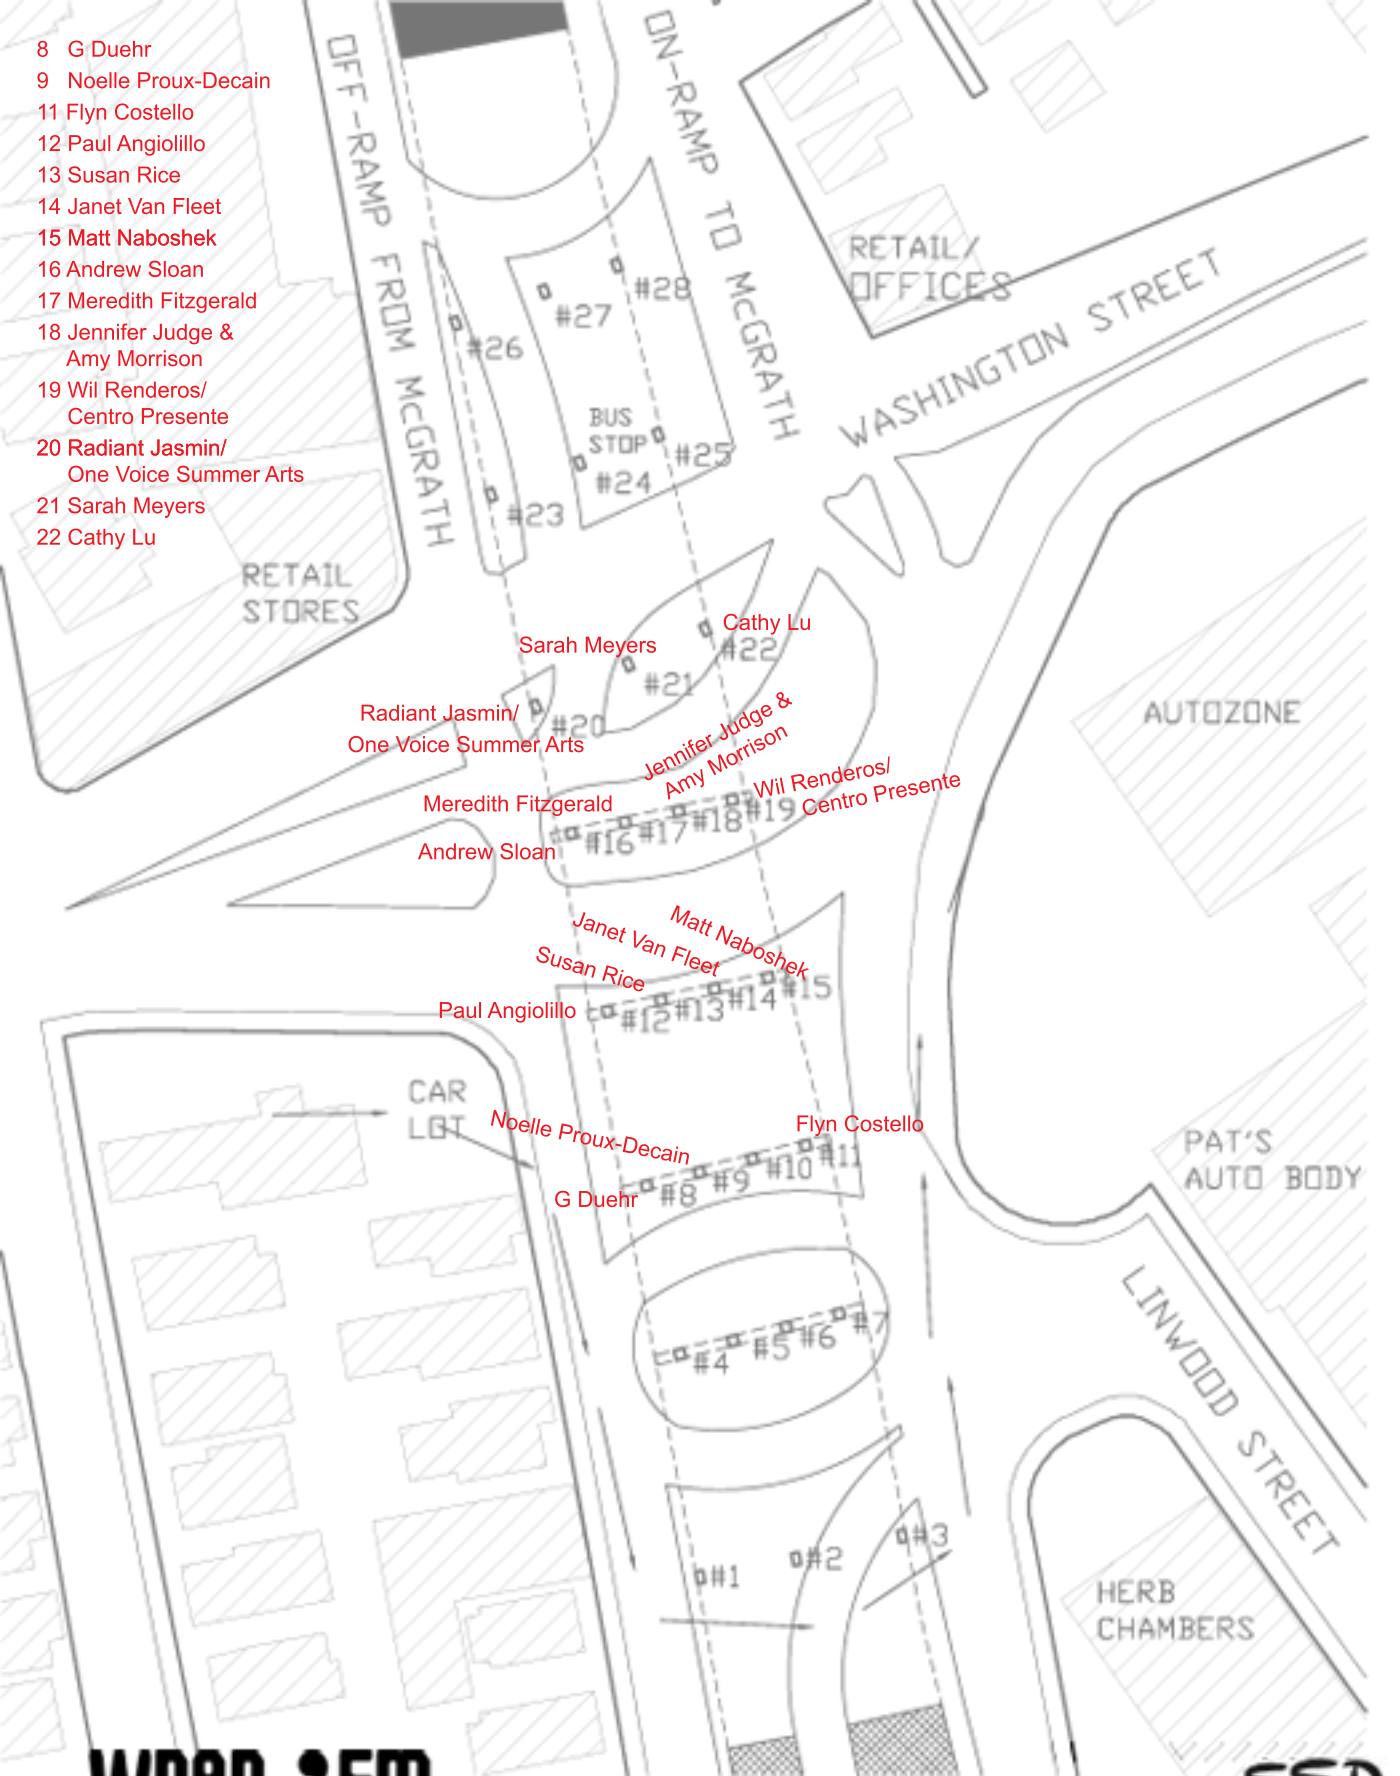 8 G Duehr
9 Noelle Proux-Decain
11 Flyn Costello
12 Paul Angiolillo
13 Susan Rice
14 Janet Van Fleet
15 Matt Naboshek
16 Andrew Sloan
17 Meredith Fitzgerald
18 Jennifer Judge &
Amy Morrison
19 Wil Renderos/
Centro Presente
20 Radiant Jasmin/
One Voice Summer Arts
21 Sarah Meyers
22 Cathy Lu
OFF-RAMP FROM McGRATH
ON-RAMP TO McGRATH
RETAIL/
OFFICES
WASHINGTON STREET
#28
#27
#26
BUS
STOP
#25
#24
#23
RETAIL
STORES
Cathy Lu
#22
Sarah Meyers
#21
Radiant Jasmin/
#20
One Voice Summer Arts
AUTOZONE
Jennifer Judge &
Amy Morrison
Wil Renderos/
Centro Presente
Meredith Fitzgerald
Andrew Sloan
#16 #17 #18 #19
Matt Naboshek
Janet Van Fleet
Susan Rice
Paul Angiolillo
#12 #13 #14 #15
CAR
LOT
Noelle Proux-Decain
Flyn Costello
G Duehr
#8 #9 #10 #11
PAT'S
AUTO BODY
#4 #5 #6 #7
LINWOOD STREET
#1
#2
#3
HERB
CHAMBERS